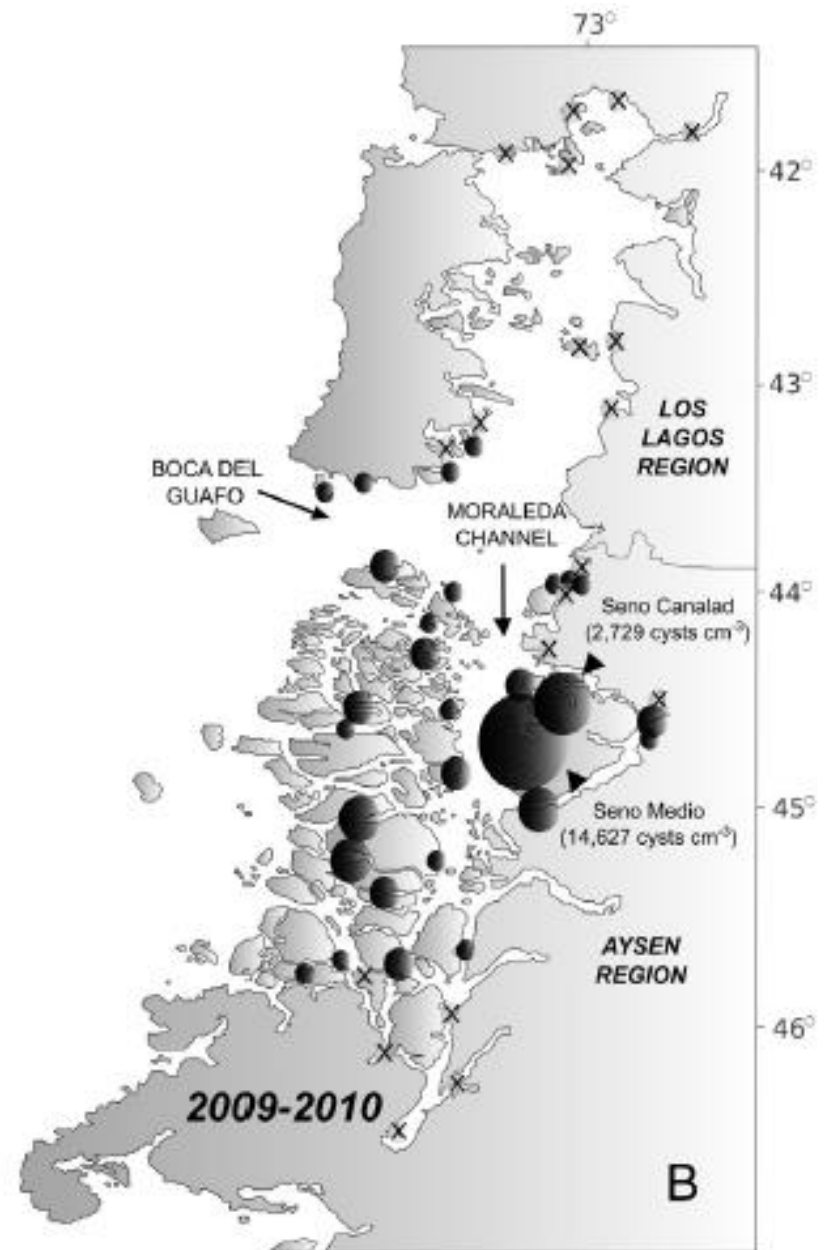 73°
42°
43°
LOS
LAGOS
REGION
BOCA DEL
GUAFO
MORALEDA
CHANNEL
44°
Seno Canalad
(2,729 cysts cm⁻³)
45°
Seno Medio
(14,627 cysts cm⁻³)
AYSEN
REGION
46°
2009-2010
B